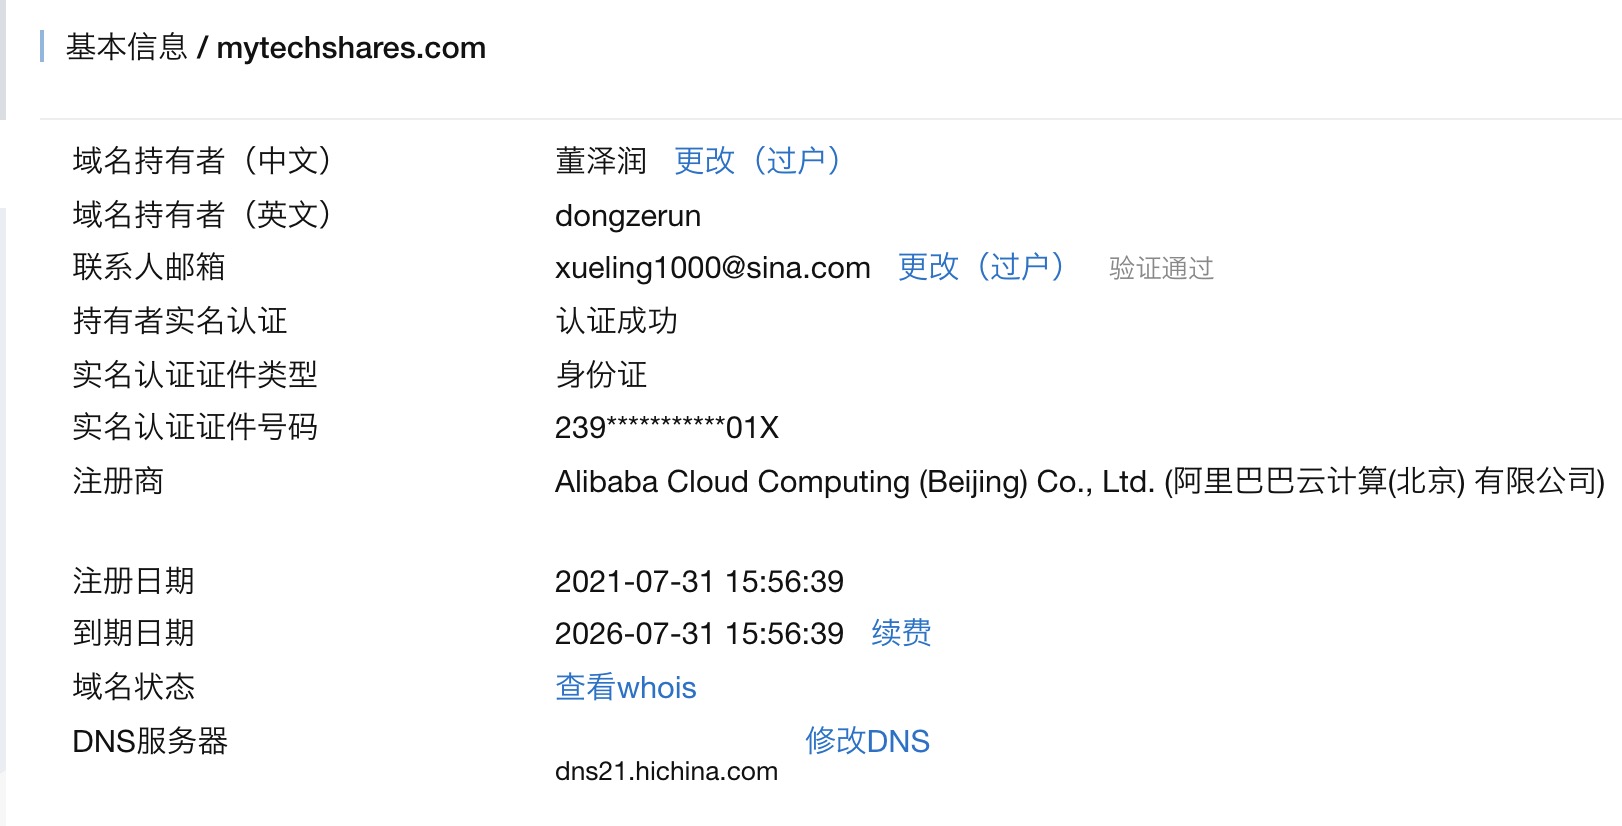 基本信息 / mytechshares.com
域名持有者（中文） 董泽润 更改（过户）
域名持有者（英文） dongzerun
联系人邮箱 xueling1000@sina.com 更改（过户） 验证通过
持有者实名认证 认证成功
实名认证证件类型 身份证
实名认证证件号码 239***********01X
注册商 Alibaba Cloud Computing (Beijing) Co., Ltd. (阿里巴巴云计算(北京) 有限公司)
注册日期 2021-07-31 15:56:39
到期日期 2026-07-31 15:56:39 续费
域名状态 查看whois
DNS服务器 修改DNS
dns21.hichina.com